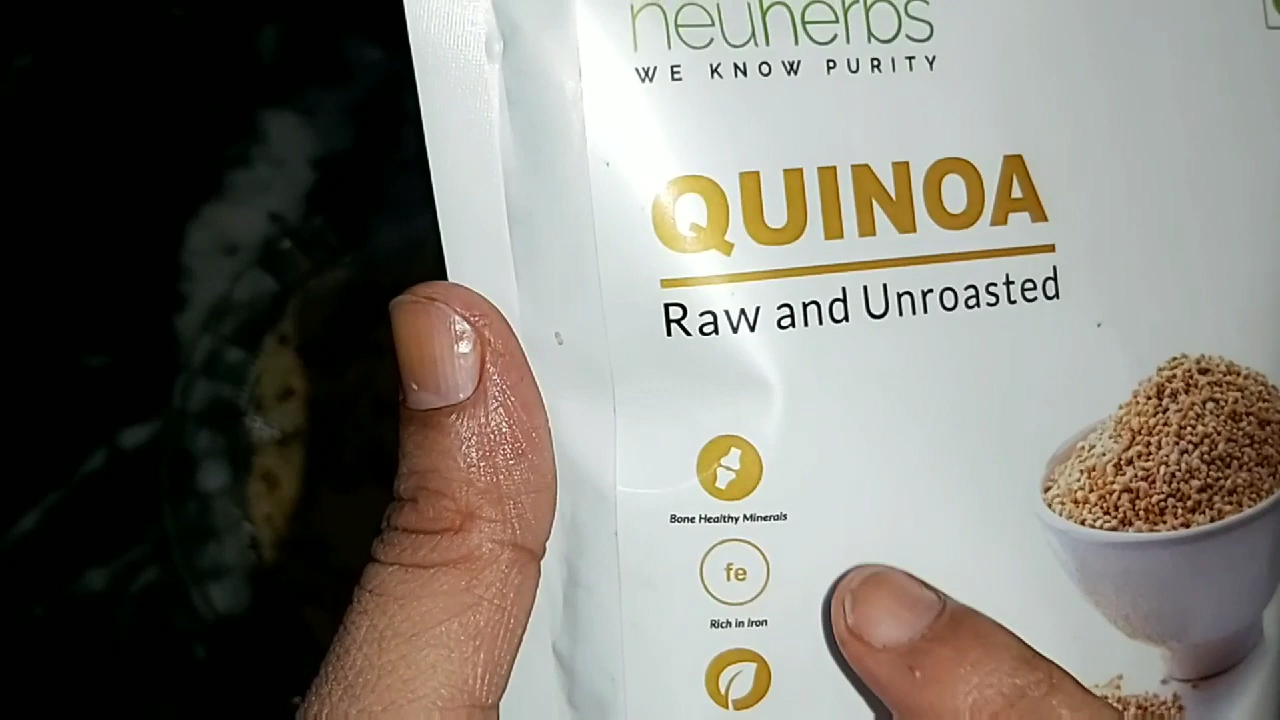 neuherbs
WE KNOW PURITY
QUINOA
Raw and Unroasted
Bone Healthy Minerals
fe
Rich in Iron